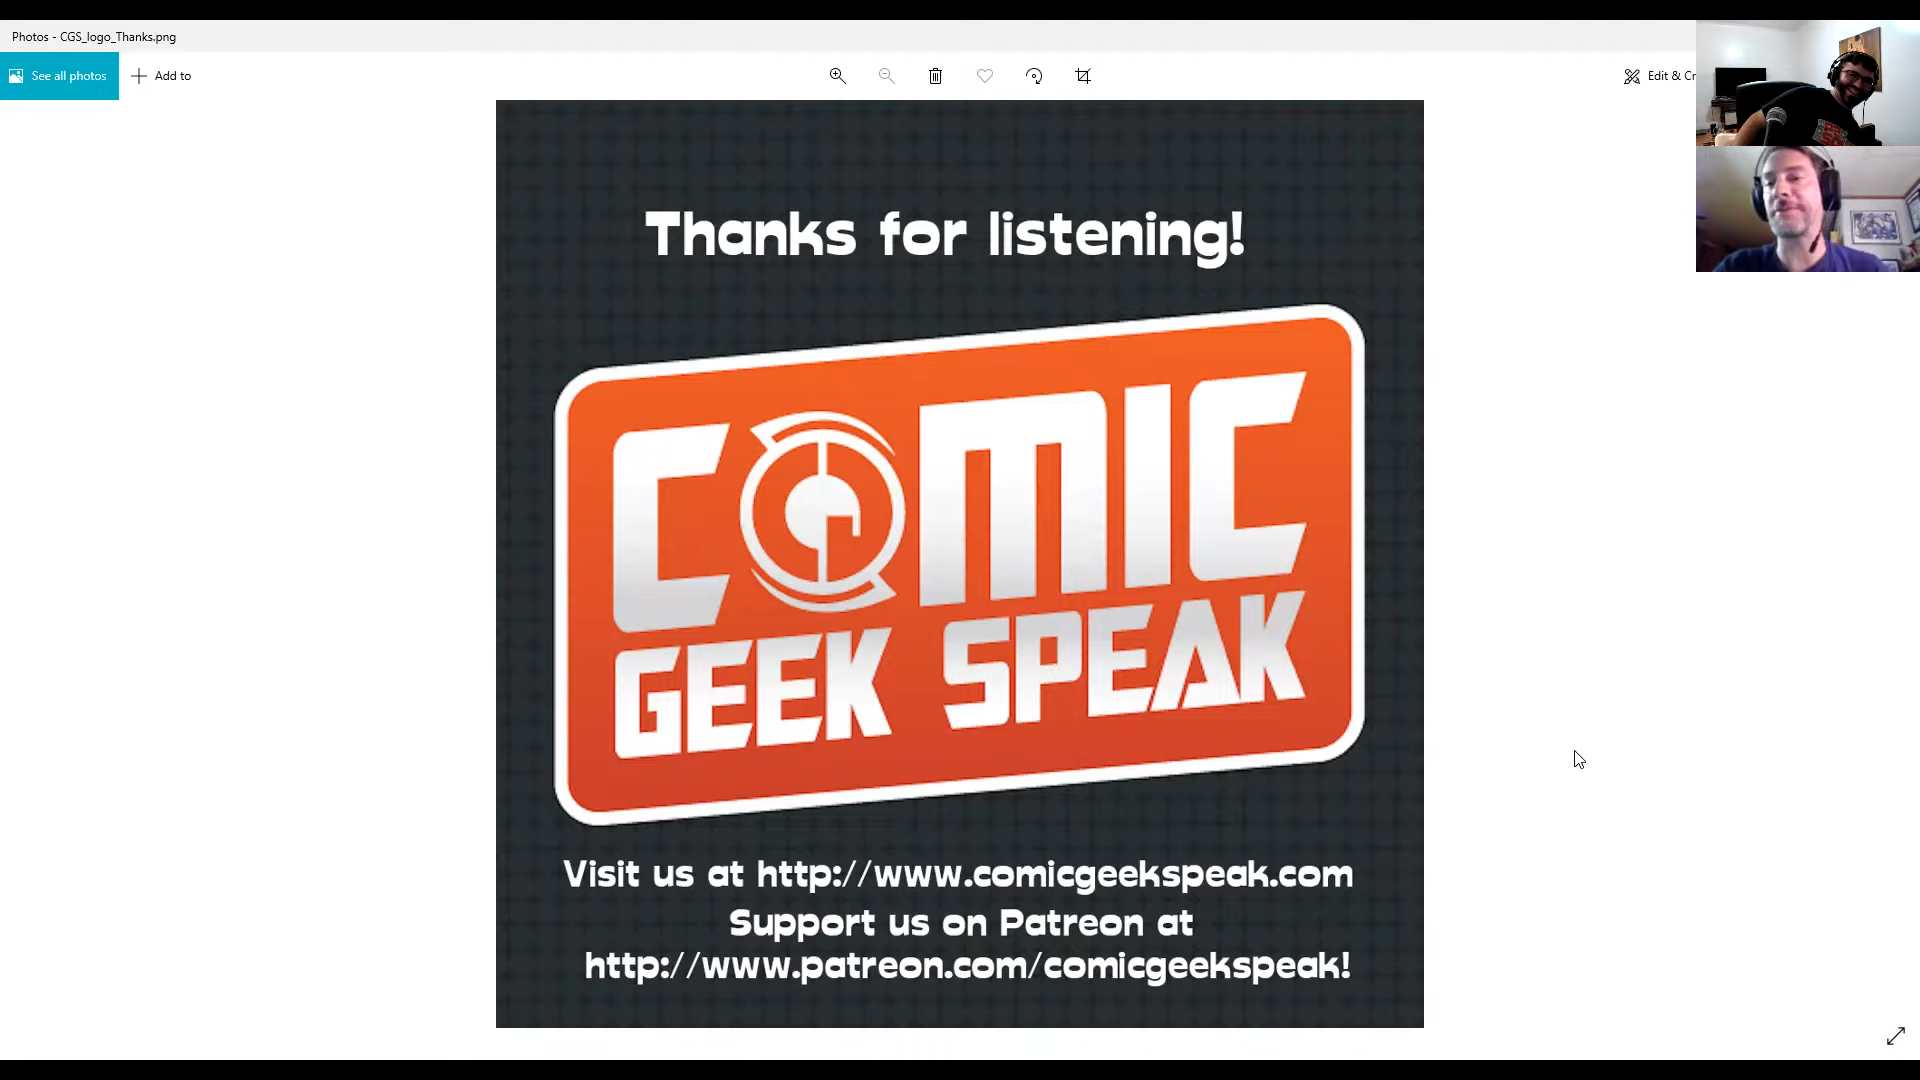 Photos - CGS_logo_Thanks.png
See all photos
Add to
Edit & Cr
Thanks for listening!
COMIC
GEEK SPEAK
Visit us at http://www.comicgeekspeak.com
Support us on Patreon at
http://www.patreon.com/comicgeekspeak!